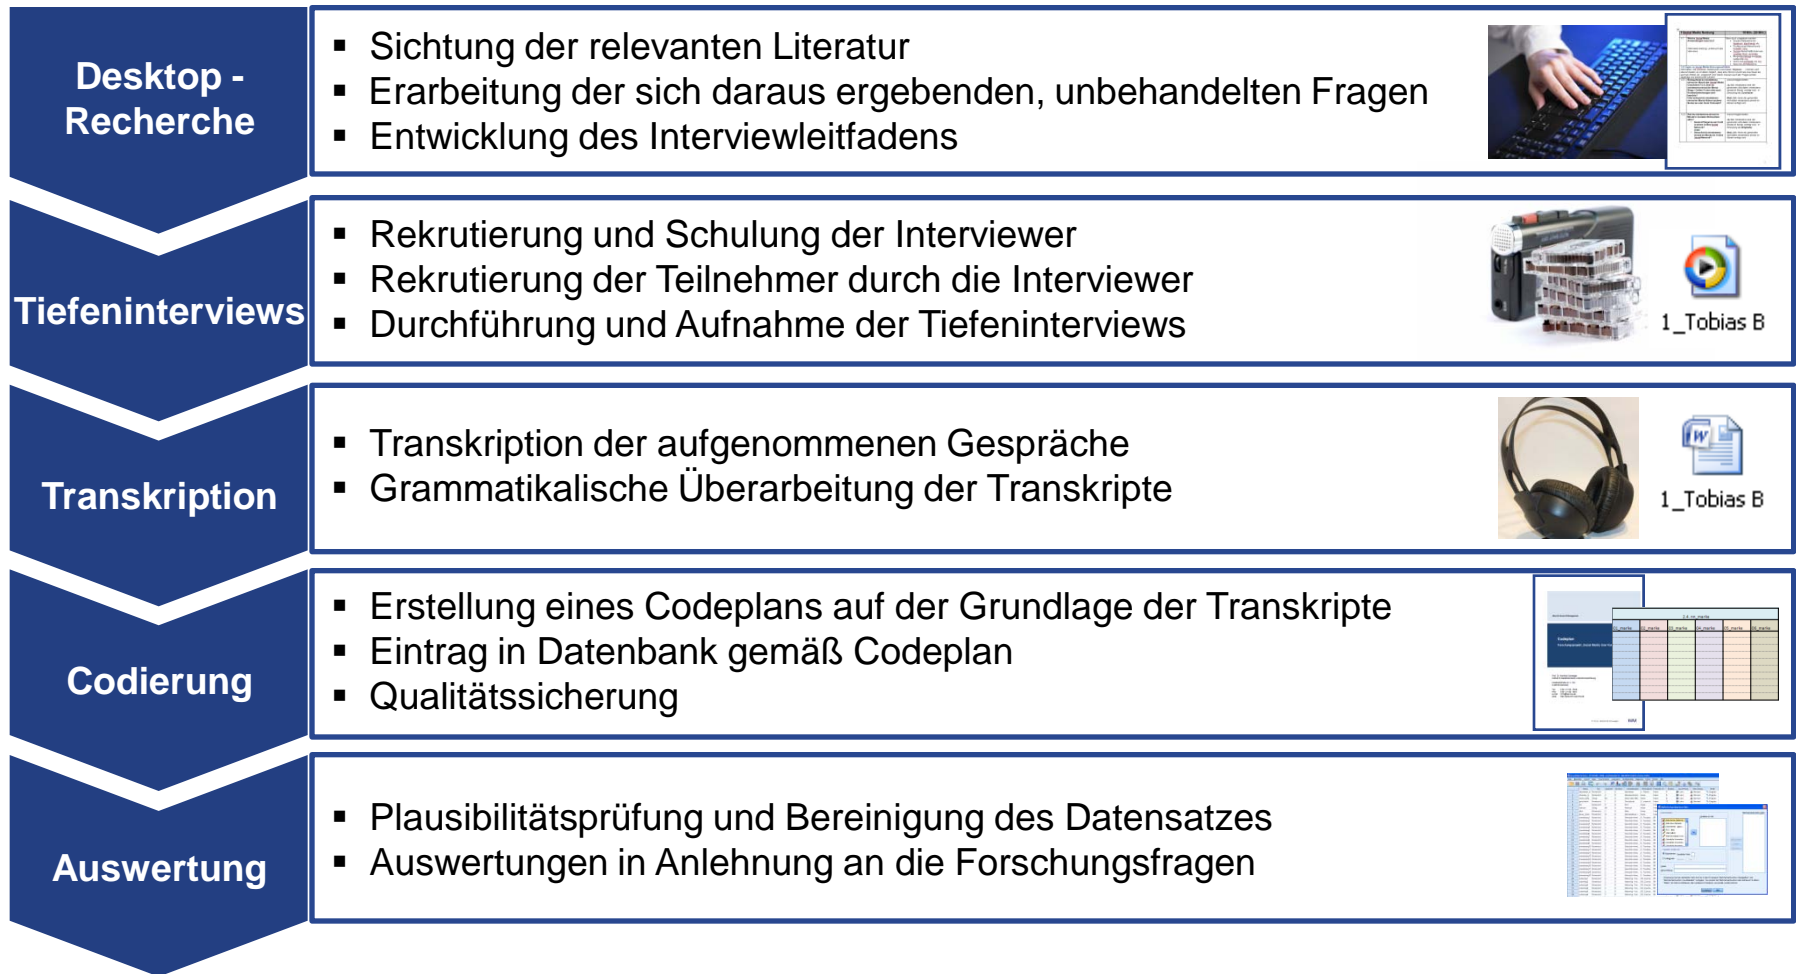 Desktop -
Recherche
▪ Sichtung der relevanten Literatur
▪ Erarbeitung der sich daraus ergebenden, unbehandelten Fragen
▪ Entwicklung des Interviewleitfadens
Tiefeninterviews
▪ Rekrutierung und Schulung der Interviewer
▪ Rekrutierung der Teilnehmer durch die Interviewer
▪ Durchführung und Aufnahme der Tiefeninterviews
1_Tobias B
Transkription
▪ Transkription der aufgenommenen Gespräche
▪ Grammatikalische Überarbeitung der Transkripte
1_Tobias B
Codierung
▪ Erstellung eines Codeplans auf der Grundlage der Transkripte
▪ Eintrag in Datenbank gemäß Codeplan
▪ Qualitätssicherung
Codeplan
Auswertung
▪ Plausibilitätsprüfung und Bereinigung des Datensatzes
▪ Auswertungen in Anlehnung an die Forschungsfragen